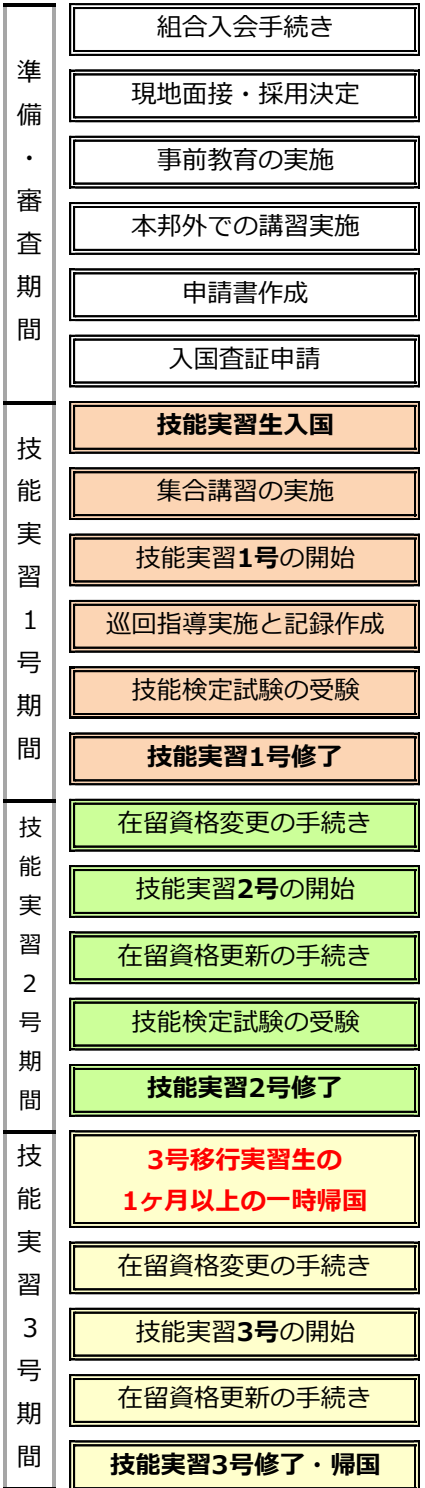 準備・審査期間
組合入会手続き
現地面接・採用決定
事前教育の実施
本邦外での講習実施
申請書作成
入国査証申請
技能実習1号期間
技能実習生入国
集合講習の実施
技能実習1号の開始
巡回指導実施と記録作成
技能検定試験の受験
技能実習1号修了
技能実習2号期間
在留資格変更の手続き
技能実習2号の開始
在留資格更新の手続き
技能検定試験の受験
技能実習2号修了
技能実習3号期間
3号移行実習生の
1ヶ月以上の一時帰国
在留資格変更の手続き
技能実習3号の開始
在留資格更新の手続き
技能実習3号修了・帰国